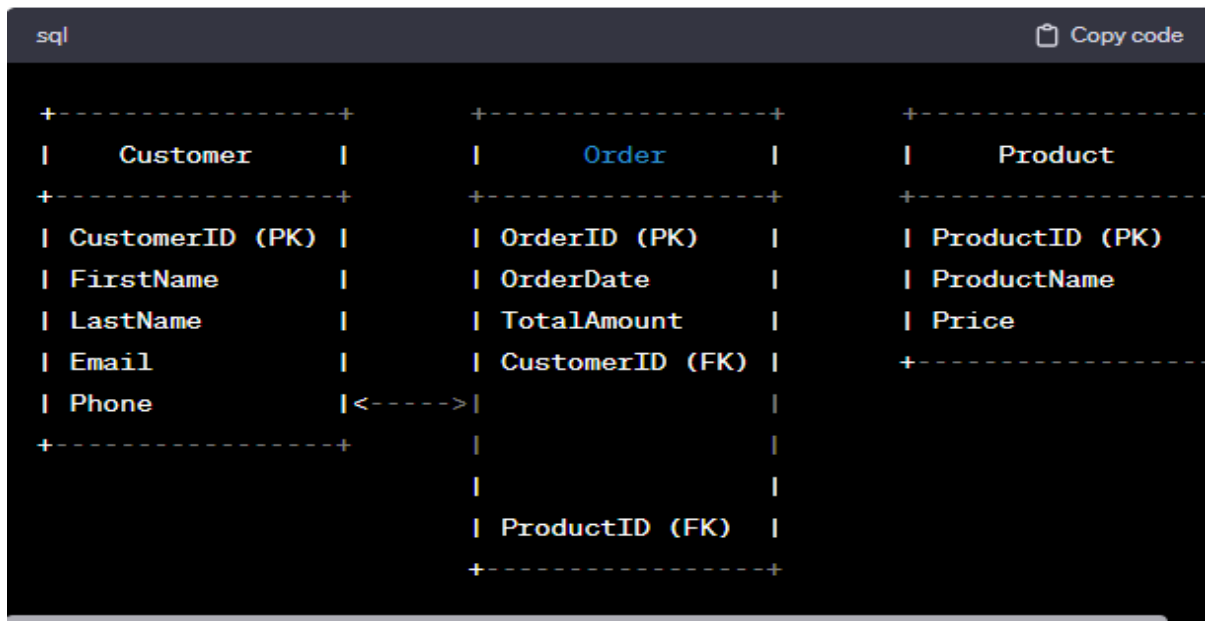 sql Copy code
+-----------------+ +-----------------+ +-----------------
| Customer | | Order | | Product
+-----------------+ +-----------------+ +-----------------
| CustomerID (PK) | | OrderID (PK) | | ProductID (PK)
| FirstName | | OrderDate | | ProductName
| LastName | | TotalAmount | | Price
| Email | | CustomerID (FK) | +-----------------
| Phone |<----->| |
+-----------------+ | |
| |
| ProductID (FK) |
+-----------------+